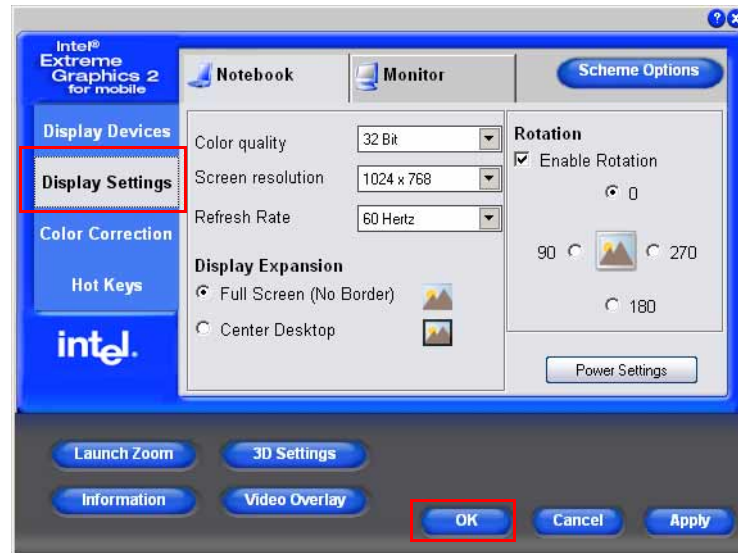 Intel®
Extreme
Graphics 2
for mobile
Notebook
Monitor
Scheme Options
Display Devices
Display Settings
Color Correction
Hot Keys
intel.
Color quality
32 Bit
Screen resolution
1024 x 768
Refresh Rate
60 Hertz
Display Expansion
Full Screen (No Border)
Center Desktop
Rotation
Enable Rotation
0
90
270
180
Power Settings
Launch Zoom
3D Settings
Information
Video Overlay
OK
Cancel
Apply